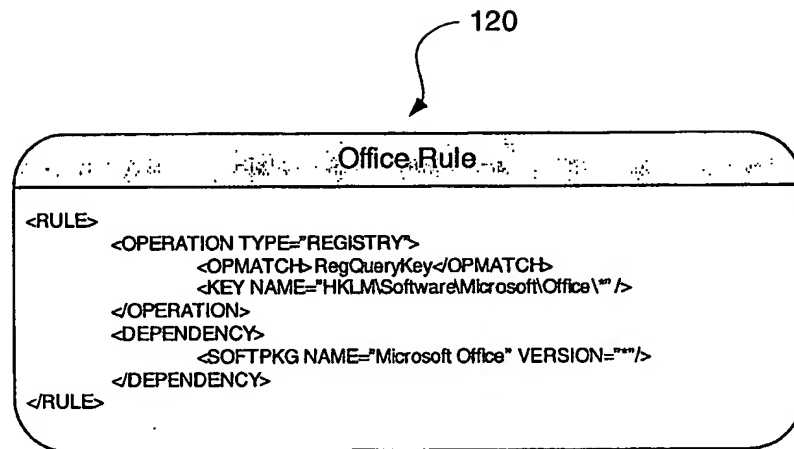 120
Office Rule
<RULE>
<OPERATION TYPE="REGISTRY">
<OPMATCH>RegQueryKey</OPMATCH>
<KEY NAME="HKLM\Software\Microsoft\Office\*" />
</OPERATION>
<DEPENDENCY>
<SOFTPKG NAME="Microsoft Office" VERSION="*"/>
</DEPENDENCY>
</RULE>